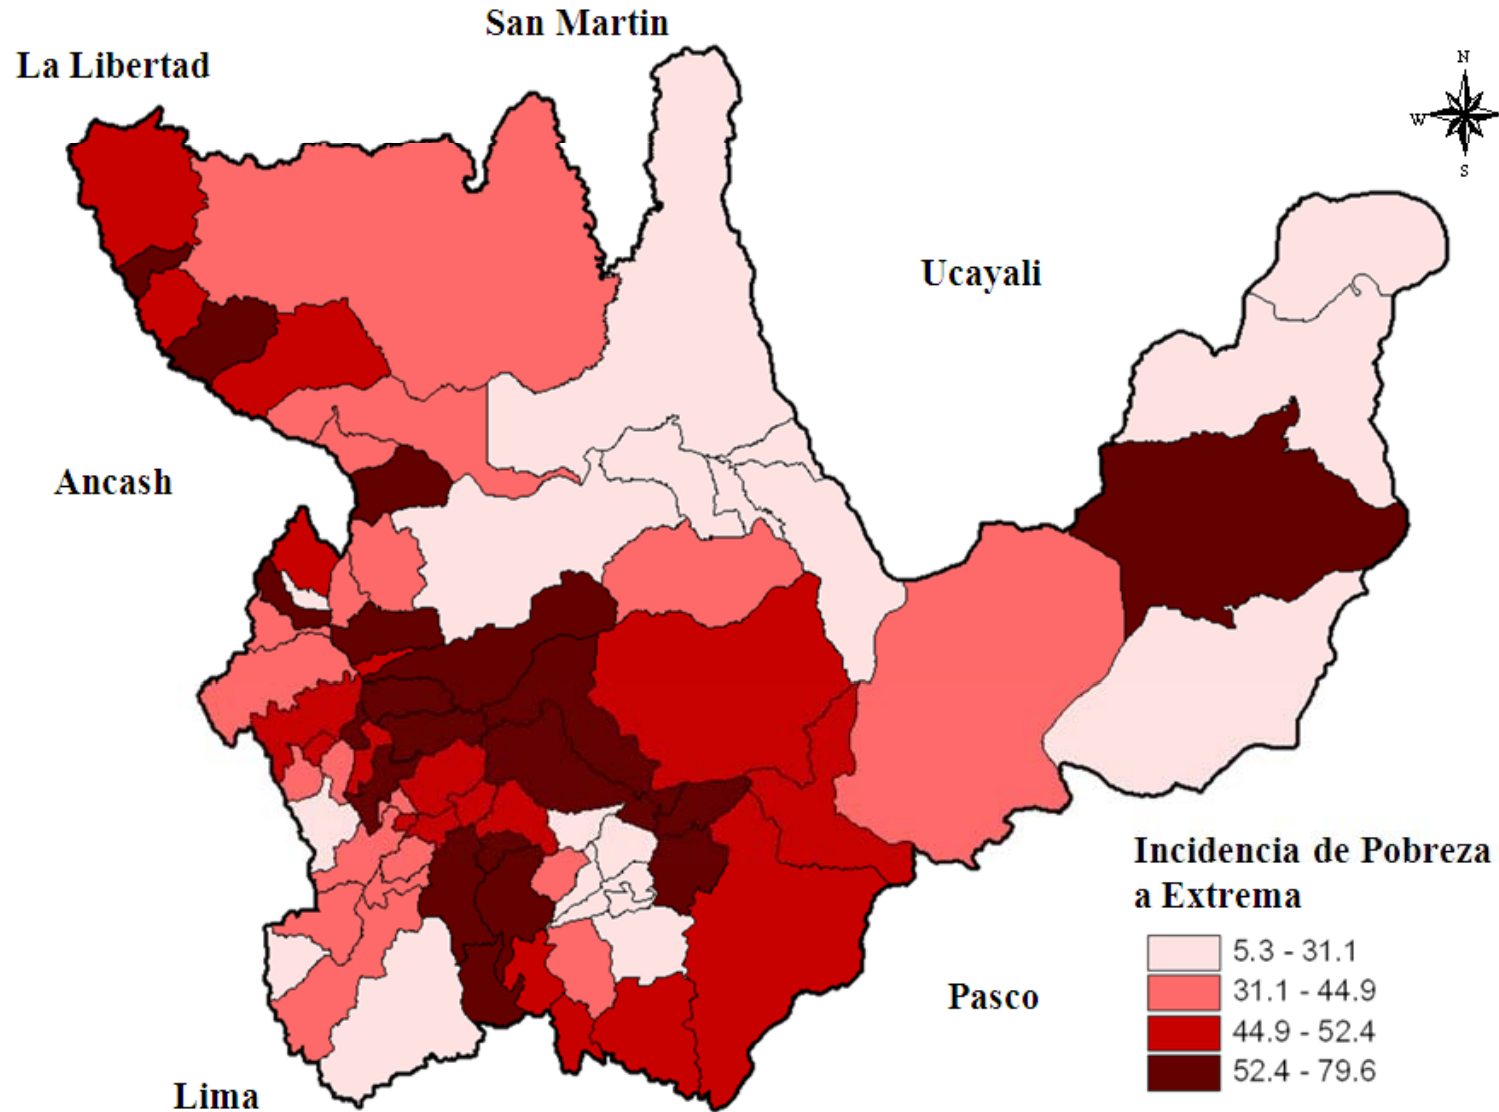 San Martin
La Libertad
N
W
S
Ucayali
Ancash
Incidencia de Pobreza
a Extrema
5.3 - 31.1
31.1 - 44.9
44.9 - 52.4
52.4 - 79.6
Pasco
Lima